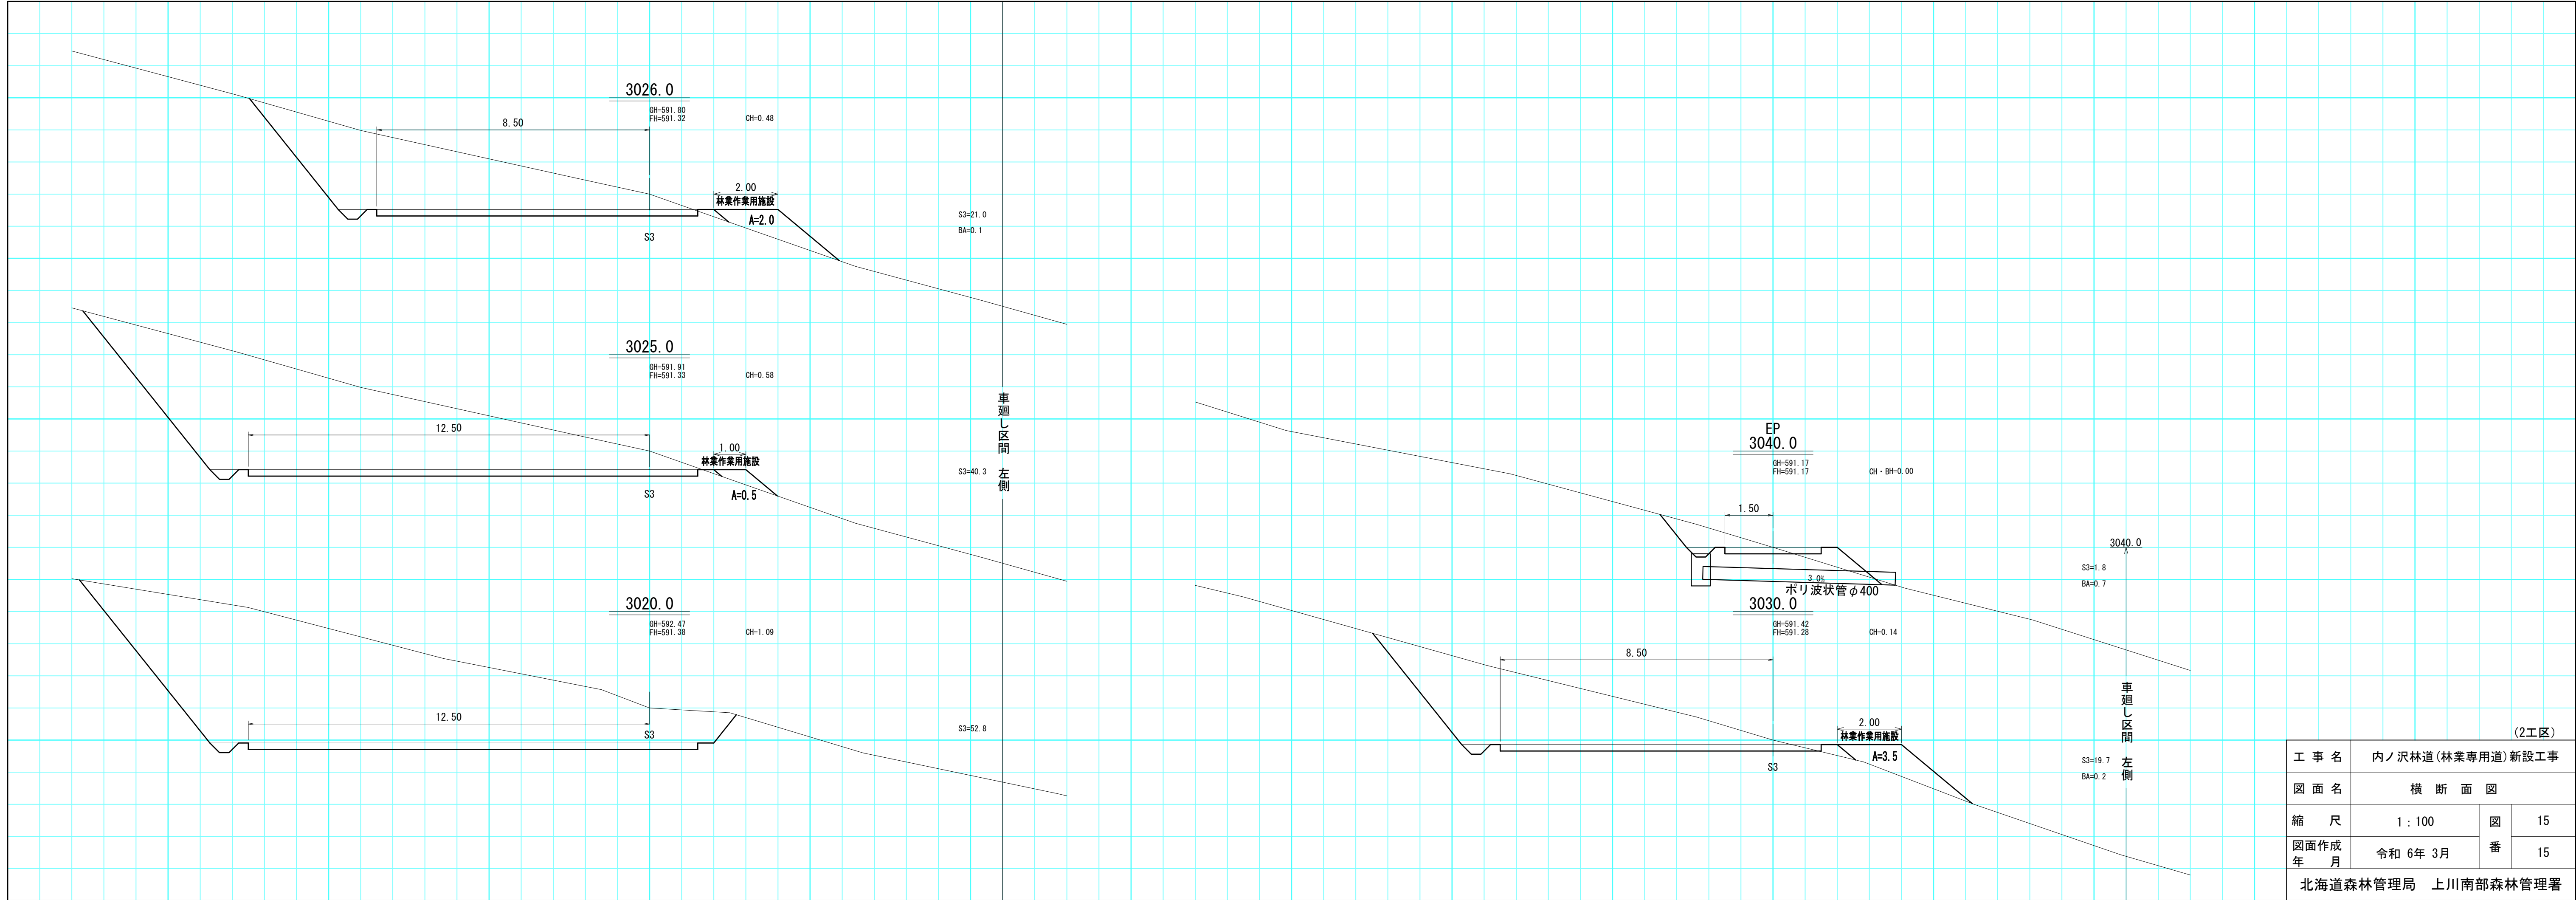 3026.0
GH=591.80
FH=591.32
CH=0.48
8.50
2.00
林業作業用施設
A=2.0
S3
S3=21.0
BA=0.1
3025.0
GH=591.91
FH=591.33
CH=0.58
12.50
1.00
林業作業用施設
A=0.5
S3
S3=40.3
3020.0
GH=592.47
FH=591.38
CH=1.09
12.50
S3
S3=52.8
車廻し区間 左側
EP
3040.0
GH=591.17
FH=591.17
CH・BH=0.00
1.50
3.0%
ポリ波状管φ400
S3=1.8
BA=0.7
3030.0
GH=591.42
FH=591.28
CH=0.14
8.50
2.00
林業作業用施設
A=3.5
S3
S3=19.7
BA=0.2
3040.0
車廻し区間 左側
(2工区)
工事名 内ノ沢林道(林業専用道)新設工事
図面名 横断面図
縮尺 1:100 図番 15
図面作成年月 令和 6年 3月 15
北海道森林管理局 上川南部森林管理署